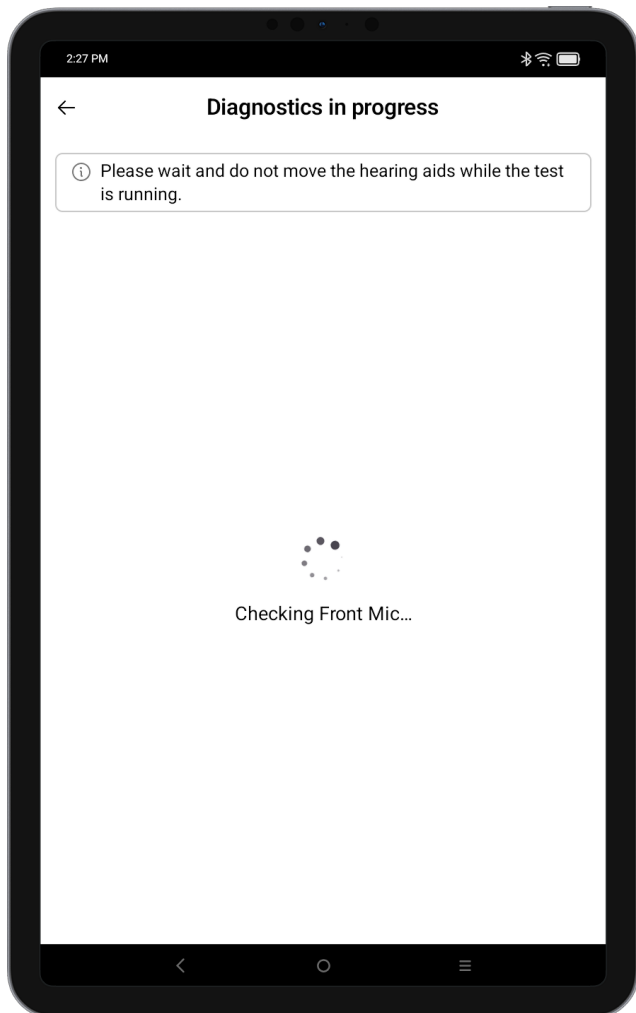 2:27 PM
Diagnostics in progress
Please wait and do not move the hearing aids while the test
is running.
Checking Front Mic...